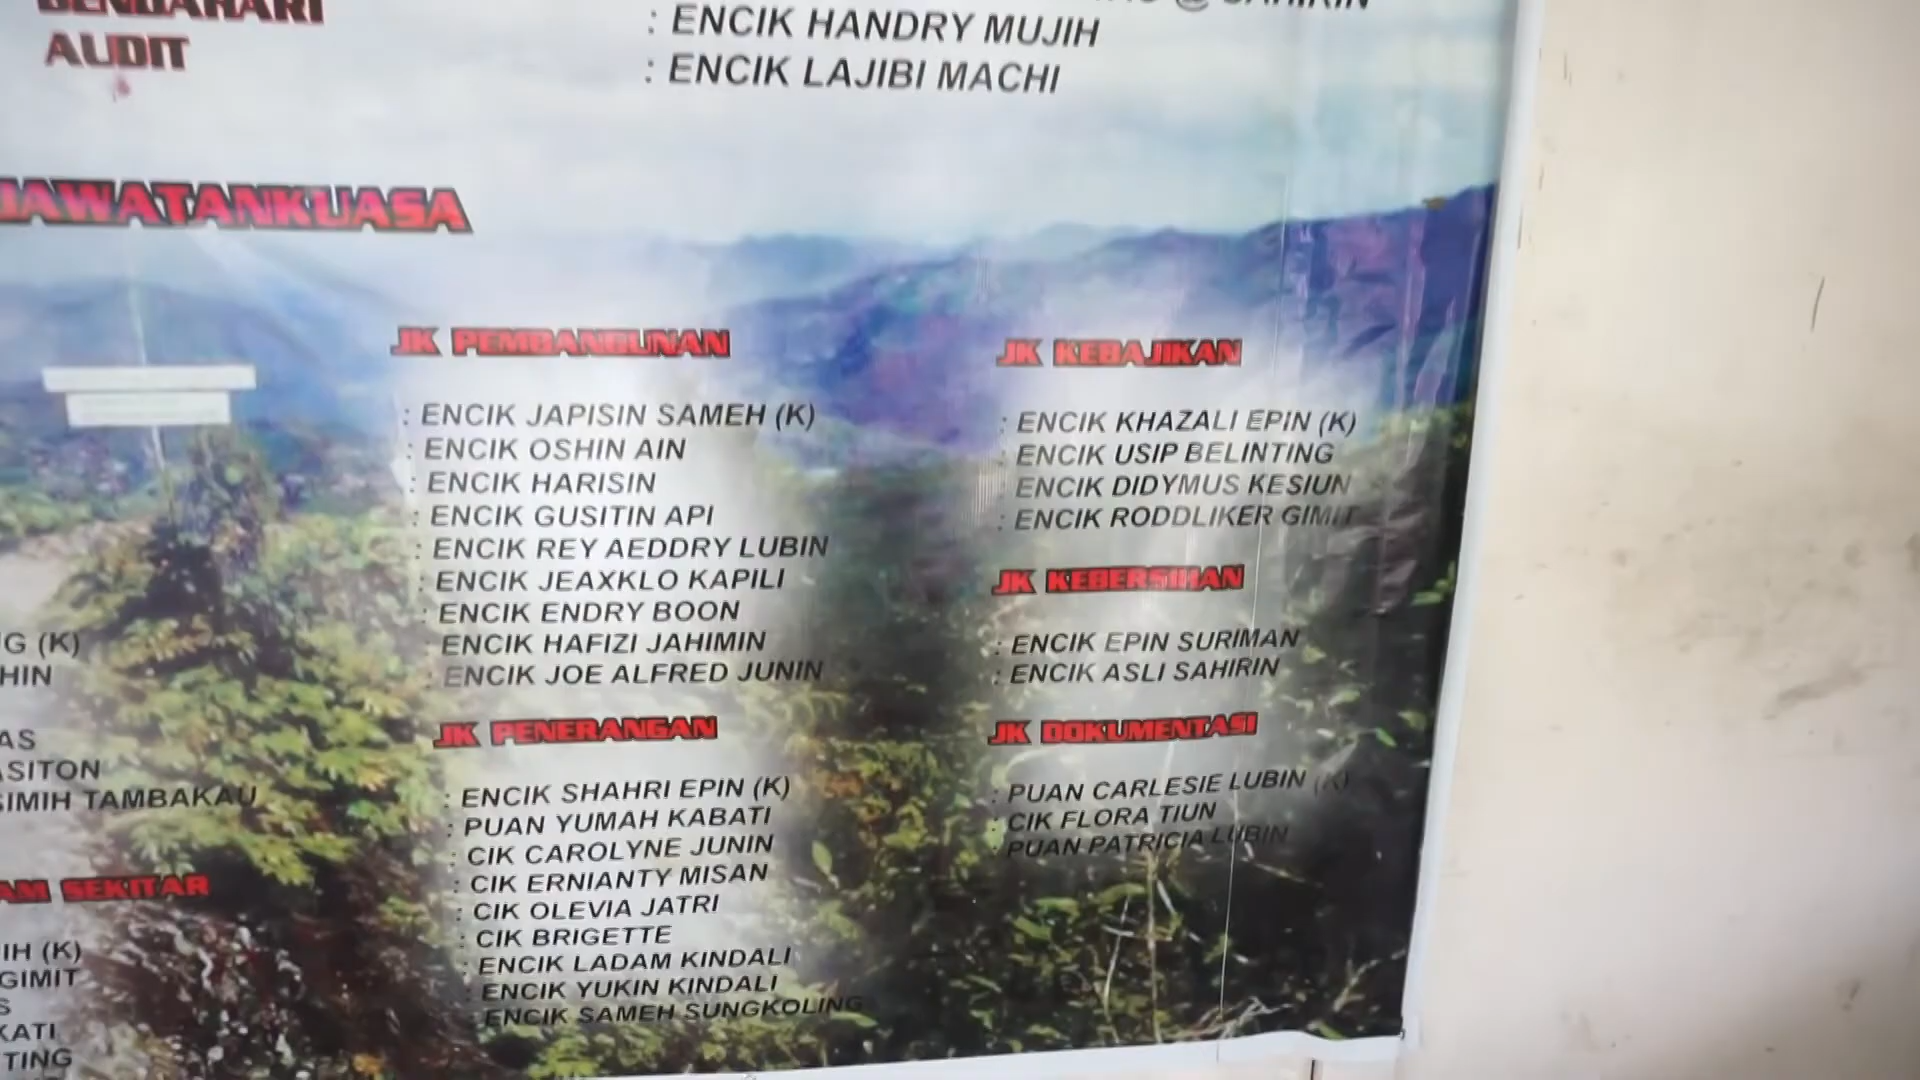 BENDAHARI
@ SAHIRIN
: ENCIK HANDRY MUJIH
AUDIT
: ENCIK LAJIBI MACHI
JAWATANKUASA
JK PEMBANGUNAN
: ENCIK JAPISIN SAMEH (K)
: ENCIK OSHIN AIN
: ENCIK HARISIN
: ENCIK GUSITIN API
: ENCIK REY AEDDRY LUBIN
: ENCIK JEAXKLO KAPILI
: ENCIK ENDRY BOON
: ENCIK HAFIZI JAHIMIN
: ENCIK JOE ALFRED JUNIN
JK PENERANGAN
: ENCIK SHAHRI EPIN (K)
: PUAN YUMAH KABATI
: CIK CAROLYNE JUNIN
: CIK ERNIANTY MISAN
: CIK OLEVIA JATRI
: CIK BRIGETTE
: ENCIK LADAM KINDALI
: ENCIK YUKIN KINDALI
: ENCIK SAMEH SUNGKOLING
JK KEBAJIKAN
: ENCIK KHAZALI EPIN (K)
: ENCIK USIP BELINTING
: ENCIK DIDYMUS KESIUN
: ENCIK RODDLIKER GIMIT
JK KEBERSIHAN
: ENCIK EPIN SURIMAN
: ENCIK ASLI SAHIRIN
JK DOKUMENTASI
: PUAN CARLESIE LUBIN (K)
: CIK FLORA TIUN
: PUAN PATRICIA LUBIN
G (K)
HIN
AS
ASITON
SIMIH TAMBAKAU
AM SEKITAR
IH (K)
GIMIT
S
KATI
TING